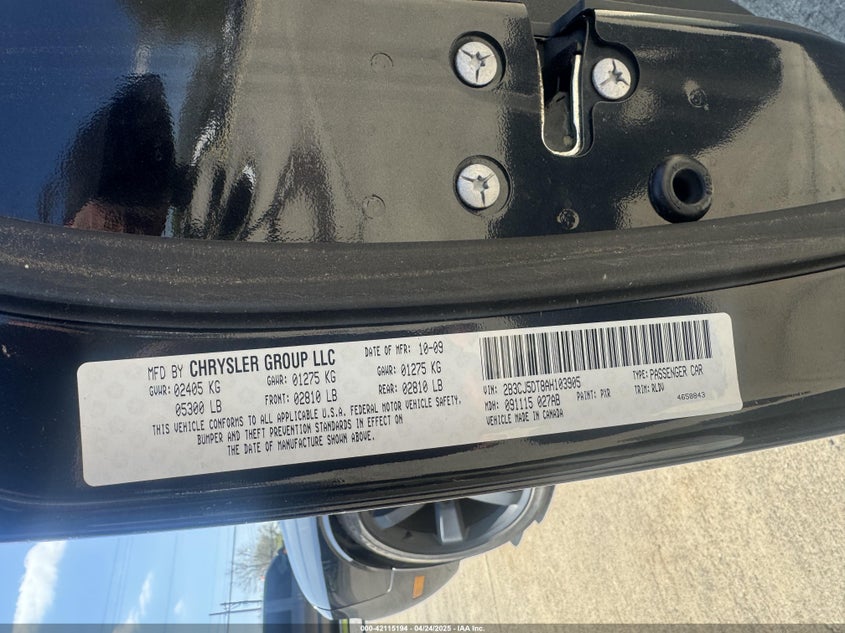 MFD BY CHRYSLER GROUP LLC
DATE OF MFR: 10-09
GVWR: 02405 KG
GAWR: 01275 KG
GAWR: 01275 KG
05300 LB
FRONT: 02810 LB
REAR: 02810 LB
THIS VEHICLE CONFORMS TO ALL APPLICABLE U.S.A. FEDERAL MOTOR VEHICLE SAFETY,
BUMPER AND THEFT PREVENTION STANDARDS IN EFFECT ON
THE DATE OF MANUFACTURE SHOWN ABOVE.
VIN: 2B3CJ5DT8AH103905
TYPE: PASSENGER CAR
MDH: 091115 027AB
PAINT: PXR
TRIM: RLDV
VEHICLE MADE IN CANADA
4658843
000-42115194 - 04/24/2025 - IAA Inc.